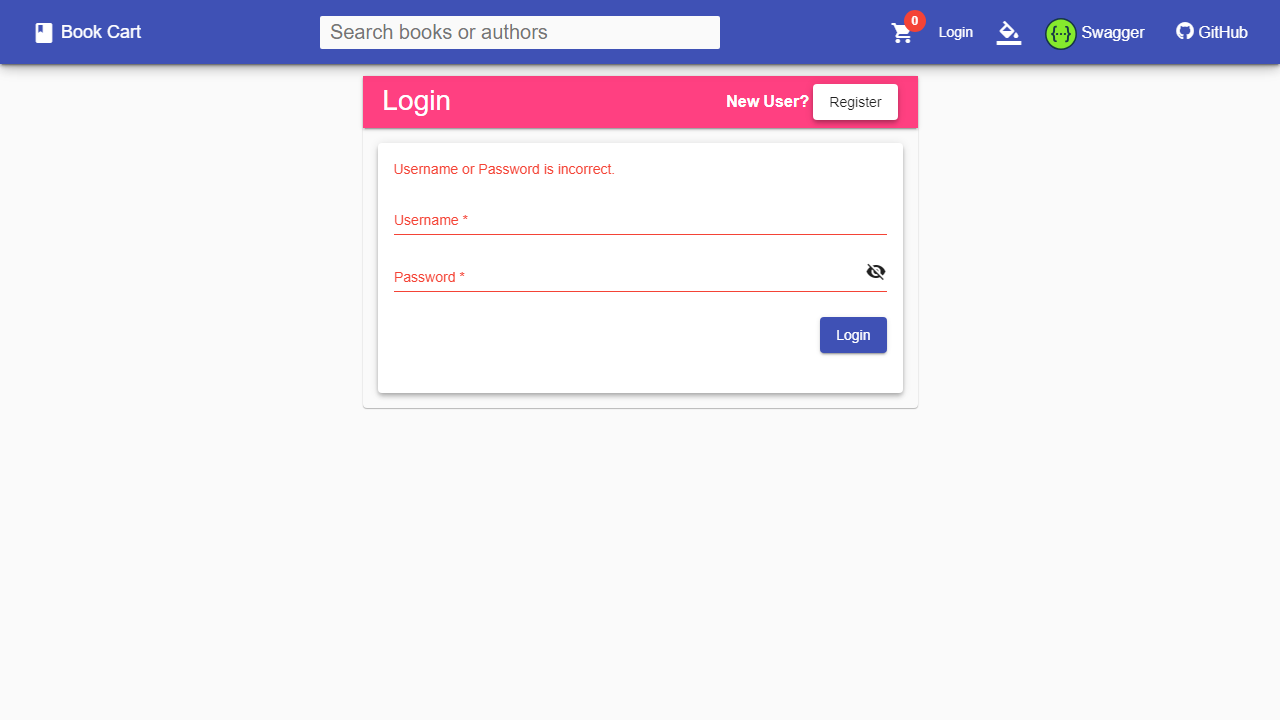 Book Cart
Search books or authors
0
Login
{··} Swagger
GitHub
Login
New User? Register
Username or Password is incorrect.
Username *
Password *
Login